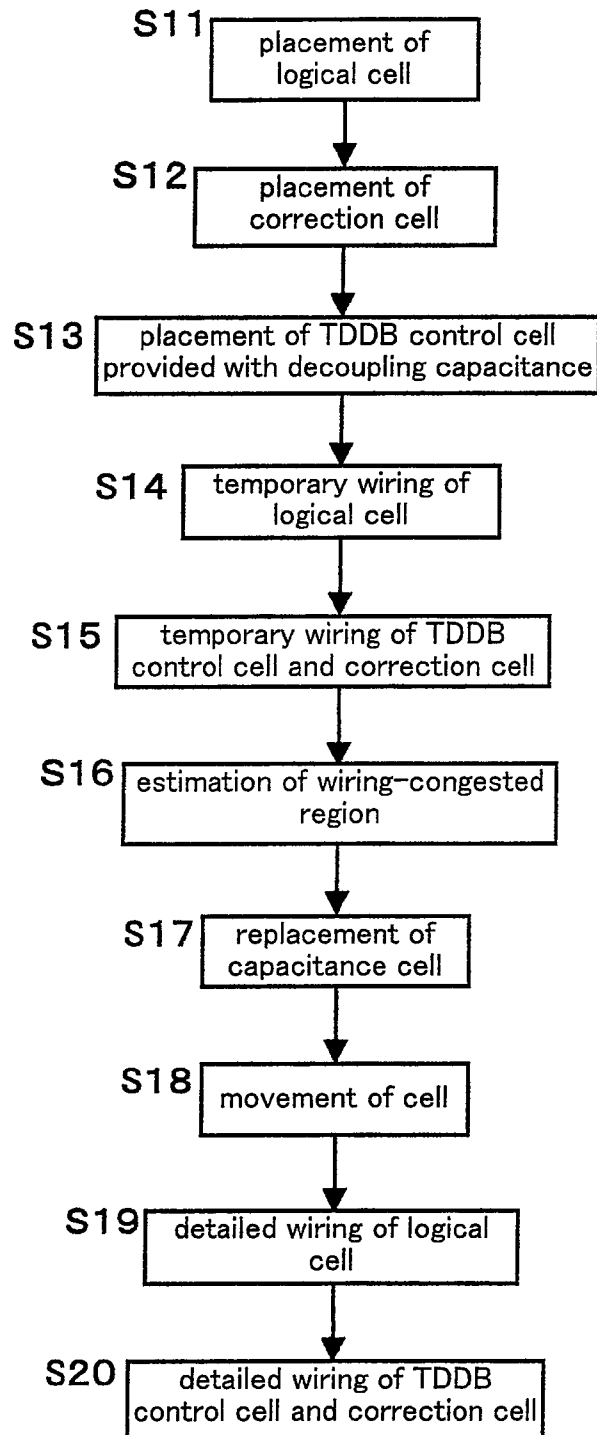 S11
placement of
logical cell
S12
placement of
correction cell
S13
placement of TDDB control cell
provided with decoupling capacitance
S14
temporary wiring of
logical cell
S15
temporary wiring of TDDB
control cell and correction cell
S16
estimation of wiring-congested
region
S17
replacement of
capacitance cell
S18
movement of cell
S19
detailed wiring of logical
cell
S20
detailed wiring of TDDB
control cell and correction cell